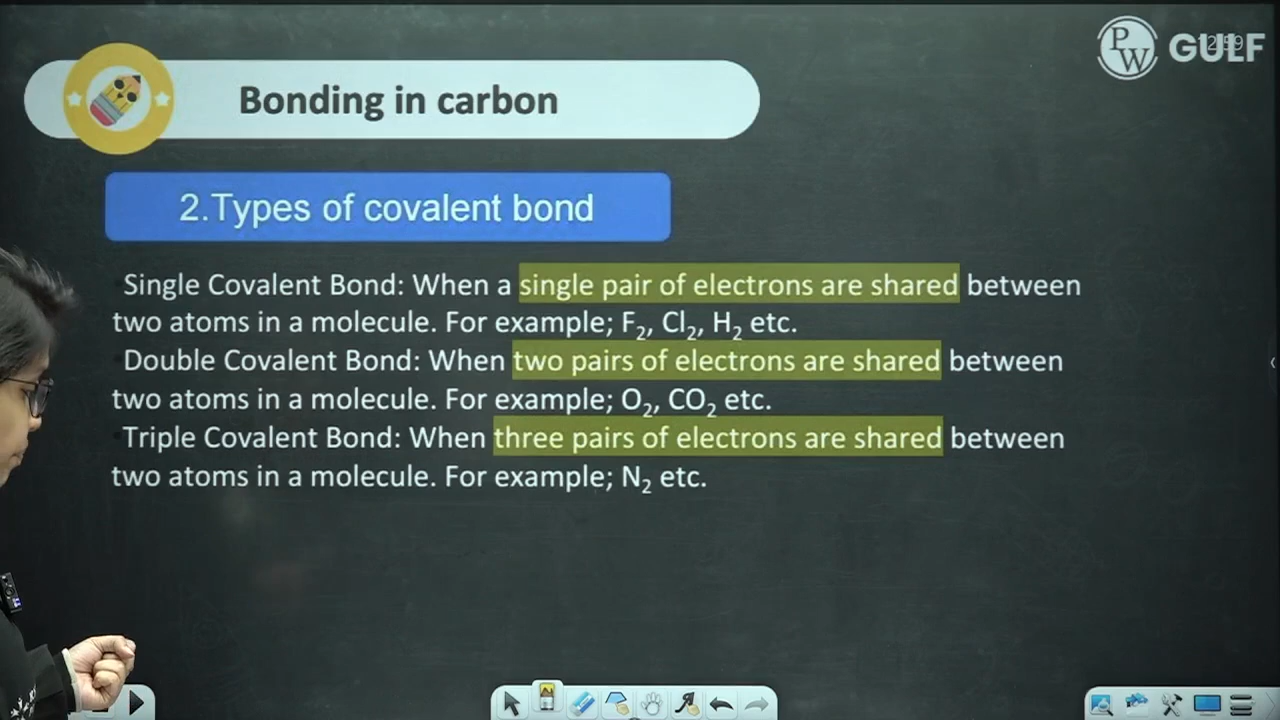 PW GULF
Bonding in carbon
2.Types of covalent bond
Single Covalent Bond: When a single pair of electrons are shared between
two atoms in a molecule. For example; F₂, Cl₂, H₂ etc.
Double Covalent Bond: When two pairs of electrons are shared between
two atoms in a molecule. For example; O₂, CO₂ etc.
Triple Covalent Bond: When three pairs of electrons are shared between
two atoms in a molecule. For example; N₂ etc.